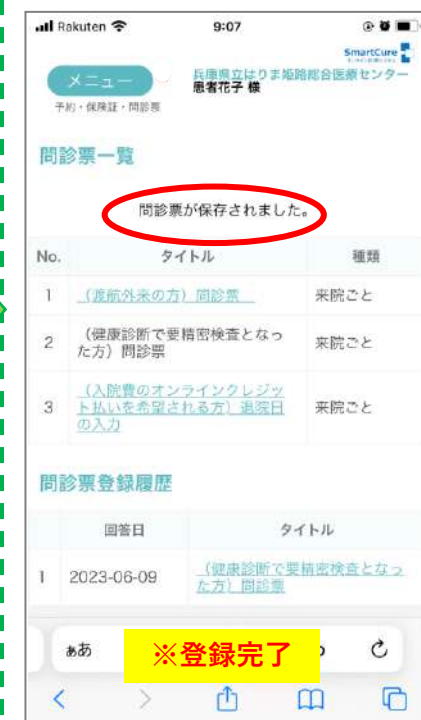 Rakuten 9:07
SmartCure
メニュー
兵庫県立はりま姫路総合医療センター
患者花子 様
予約・保険証・問診票
問診票一覧
問診票が保存されました。
No. タイトル 種類
1 （渡航外来の方）問診票 来院ごと
2 （健康診断で要精密検査となっ
た方）問診票 来院ごと
3 （入院費のオンラインクレジッ
ト払いを希望される方）退院日
の入力 来院ごと
問診票登録履歴
回答日 タイトル
1 2023-06-09 （健康診断で要精密検査となっ
た方）問診票
ぁあ
※登録完了